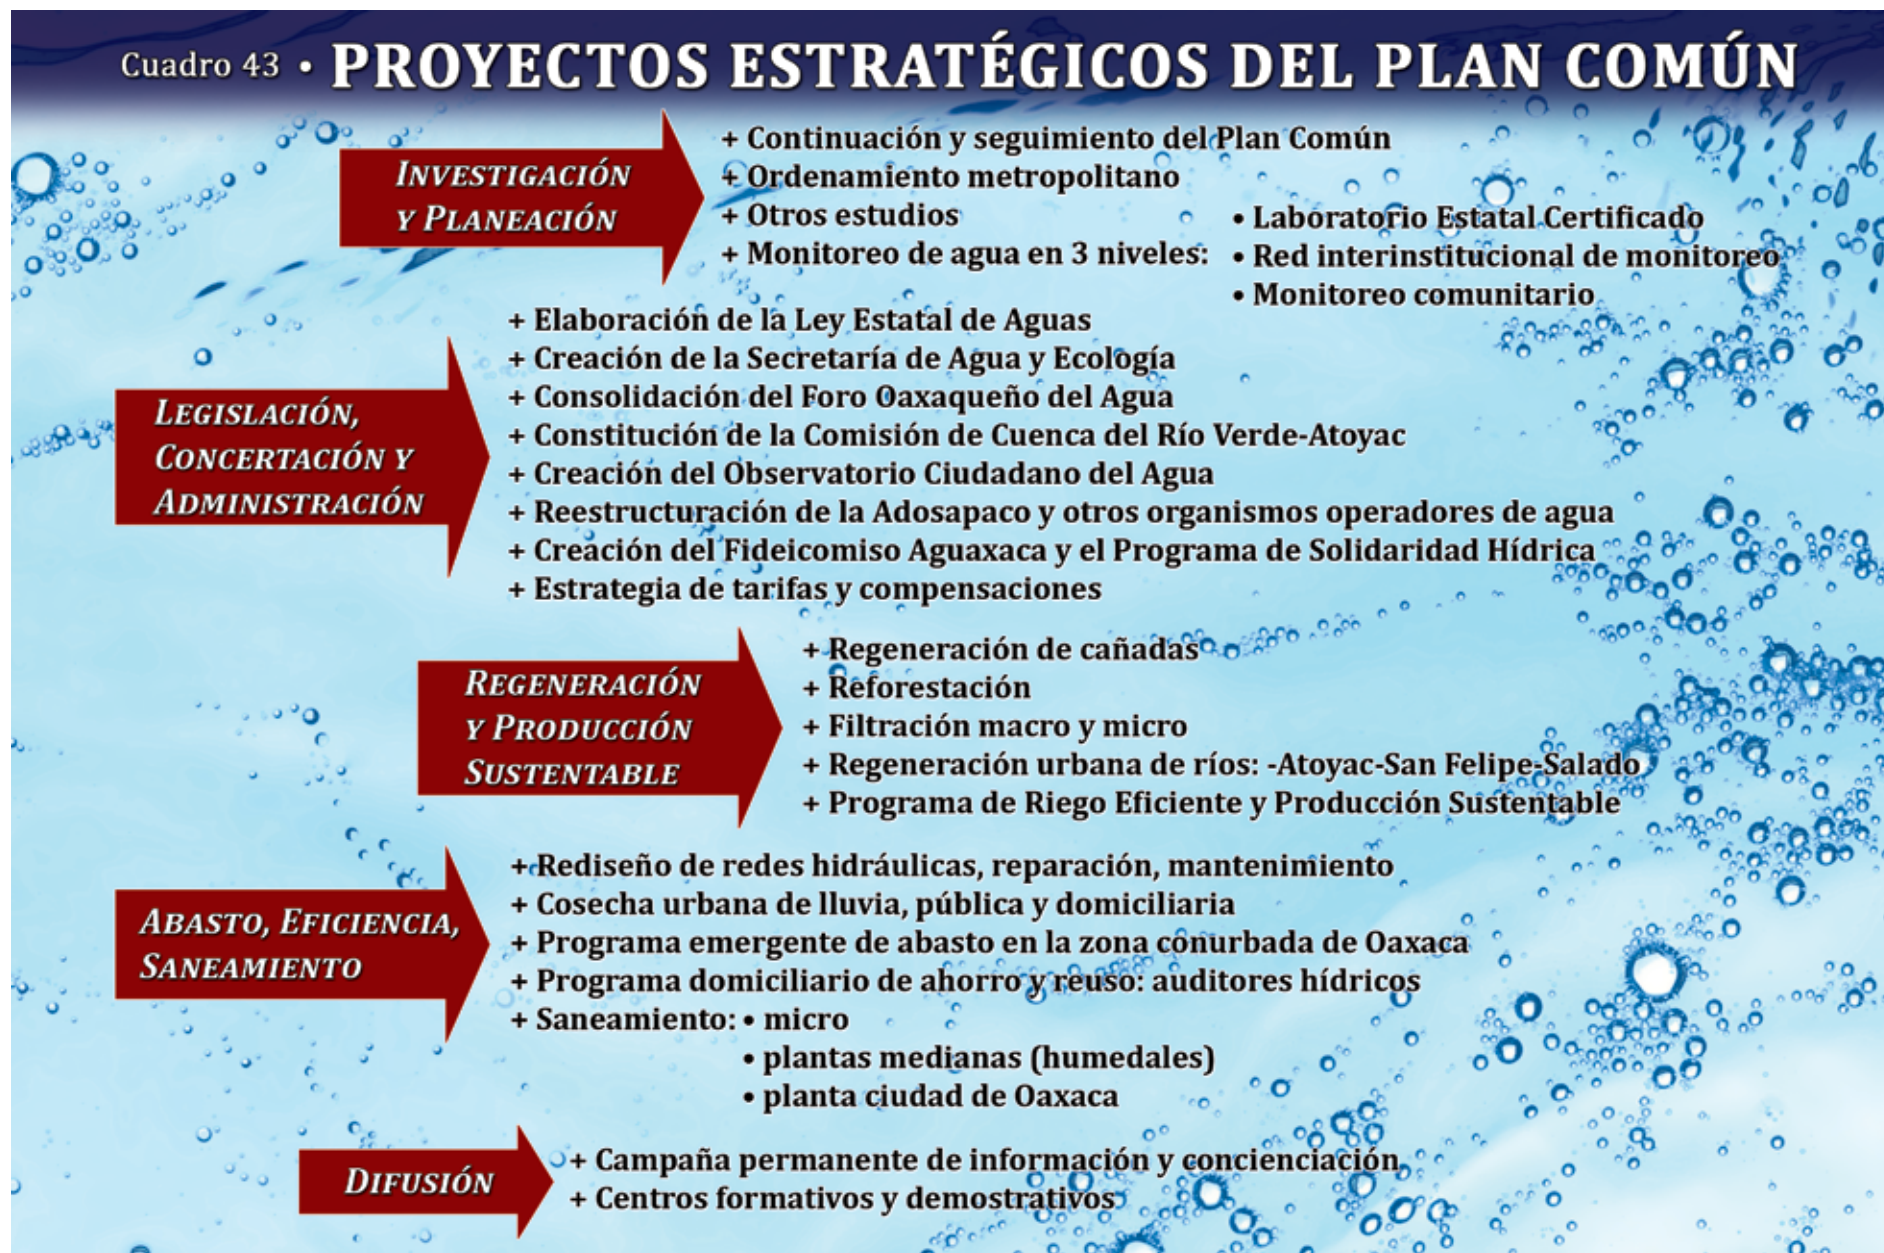 Cuadro 43 • PROYECTOS ESTRATÉGICOS DEL PLAN COMÚN
INVESTIGACIÓN
Y PLANEACIÓN
+ Continuación y seguimiento del Plan Común
+ Ordenamiento metropolitano
+ Otros estudios
+ Monitoreo de agua en 3 niveles:
• Laboratorio Estatal Certificado
• Red interinstitucional de monitoreo
• Monitoreo comunitario
LEGISLACIÓN,
CONCERTACIÓN Y
ADMINISTRACIÓN
+ Elaboración de la Ley Estatal de Aguas
+ Creación de la Secretaría de Agua y Ecología
+ Consolidación del Foro Oaxaqueño del Agua
+ Constitución de la Comisión de Cuenca del Río Verde-Atoyac
+ Creación del Observatorio Ciudadano del Agua
+ Reestructuración de la Adosapaco y otros organismos operadores de agua
+ Creación del Fideicomiso Aguaxaca y el Programa de Solidaridad Hídrica
+ Estrategia de tarifas y compensaciones
REGENERACIÓN
Y PRODUCCIÓN
SUSTENTABLE
+ Regeneración de cañadas
+ Reforestación
+ Filtración macro y micro
+ Regeneración urbana de ríos: -Atoyac-San Felipe-Salado
+ Programa de Riego Eficiente y Producción Sustentable
ABASTO, EFICIENCIA,
SANEAMIENTO
+ Rediseño de redes hidráulicas, reparación, mantenimiento
+ Cosecha urbana de lluvia, pública y domiciliaria
+ Programa emergente de abasto en la zona conurbada de Oaxaca
+ Programa domiciliario de ahorro y reuso: auditores hídricos
+ Saneamiento: • micro
• plantas medianas (humedales)
• planta ciudad de Oaxaca
DIFUSIÓN
+ Campaña permanente de información y concienciación
+ Centros formativos y demostrativos